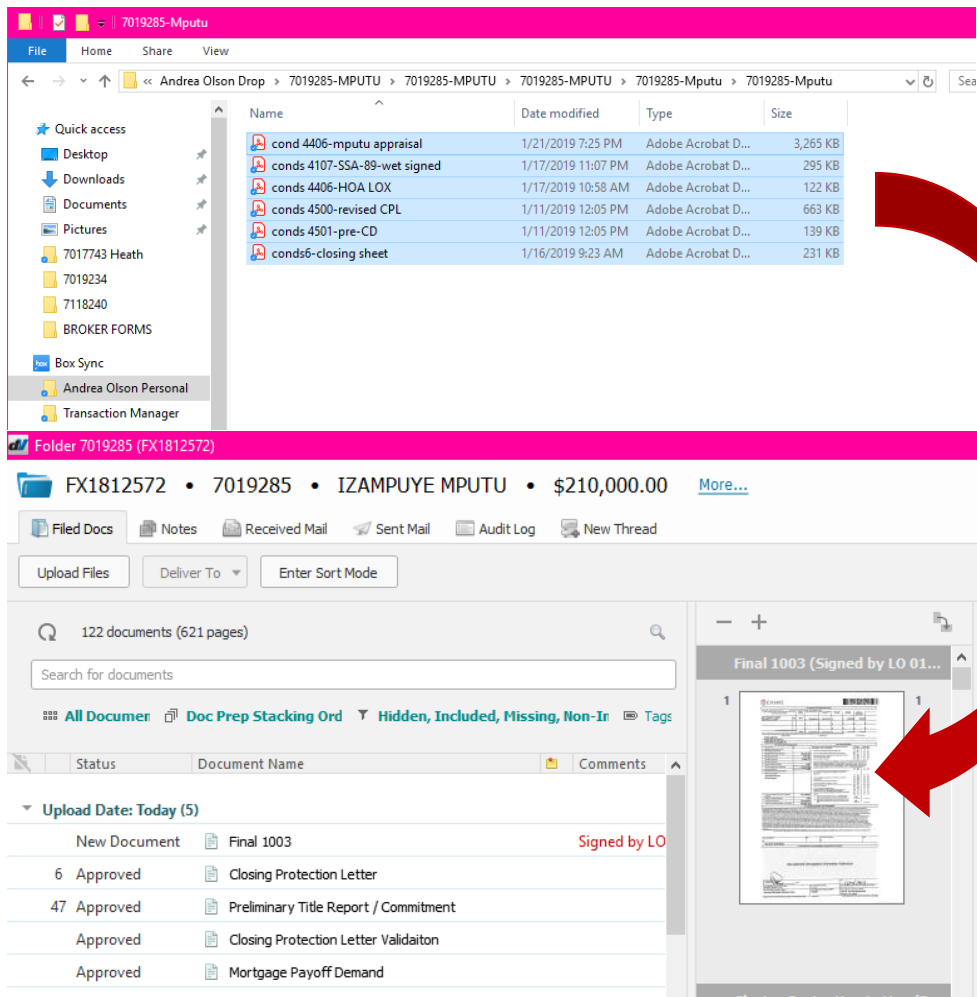 7019285-Mputu
File Home Share View
« Andrea Olson Drop > 7019285-MPUTU > 7019285-MPUTU > 7019285-MPUTU > 7019285-Mputu > 7019285-Mputu Sea
Name Date modified Type Size
Quick access
Desktop
Downloads
Documents
Pictures
7017743 Heath
7019234
7118240
BROKER FORMS
Box Sync
Andrea Olson Personal
Transaction Manager
cond 4406-mputu appraisal 1/21/2019 7:25 PM Adobe Acrobat D... 3,265 KB
conds 4107-SSA-89-wet signed 1/17/2019 11:07 PM Adobe Acrobat D... 295 KB
conds 4406-HOA LOX 1/17/2019 10:58 AM Adobe Acrobat D... 122 KB
conds 4500-revised CPL 1/11/2019 12:05 PM Adobe Acrobat D... 663 KB
conds 4501-pre-CD 1/11/2019 12:05 PM Adobe Acrobat D... 139 KB
conds6-closing sheet 1/16/2019 9:23 AM Adobe Acrobat D... 231 KB
Folder 7019285 (FX1812572)
FX1812572 • 7019285 • IZAMPUYE MPUTU • $210,000.00 More...
Filed Docs Notes Received Mail Sent Mail Audit Log New Thread
Upload Files Deliver To Enter Sort Mode
122 documents (621 pages)
Search for documents
All Documen Doc Prep Stacking Ord Hidden, Included, Missing, Non-In Tags
Status Document Name Comments
Upload Date: Today (5)
New Document Final 1003 Signed by LO
6 Approved Closing Protection Letter
47 Approved Preliminary Title Report / Commitment
Approved Closing Protection Letter Validaiton
Approved Mortgage Payoff Demand
Final 1003 (Signed by LO 01...
1 1